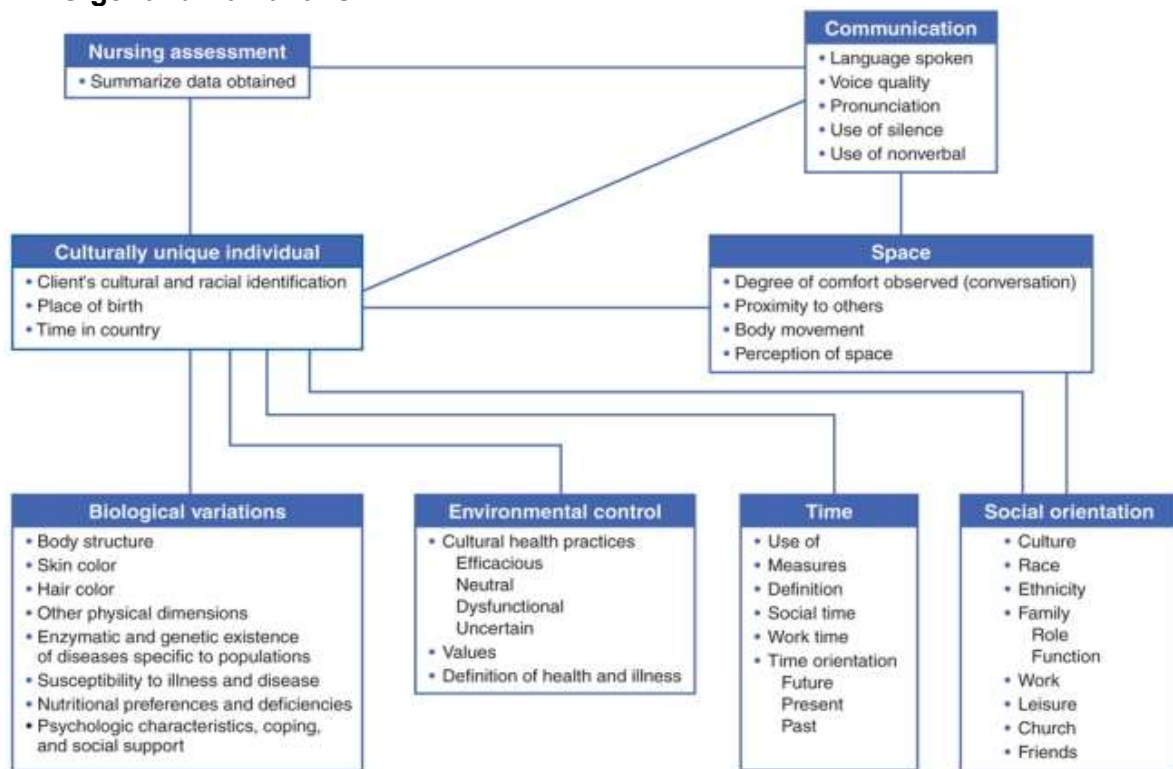 Nursing assessment
• Summarize data obtained
Communication
• Language spoken
• Voice quality
• Pronunciation
• Use of silence
• Use of nonverbal
Culturally unique individual
• Client's cultural and racial identification
• Place of birth
• Time in country
Space
• Degree of comfort observed (conversation)
• Proximity to others
• Body movement
• Perception of space
Biological variations
• Body structure
• Skin color
• Hair color
• Other physical dimensions
• Enzymatic and genetic existence
of diseases specific to populations
• Susceptibility to illness and disease
• Nutritional preferences and deficiencies
• Psychologic characteristics, coping,
and social support
Environmental control
• Cultural health practices
Efficacious
Neutral
Dysfunctional
Uncertain
• Values
• Definition of health and illness
Time
• Use of
• Measures
• Definition
• Social time
• Work time
• Time orientation
Future
Present
Past
Social orientation
• Culture
• Race
• Ethnicity
• Family
Role
Function
• Work
• Leisure
• Church
• Friends